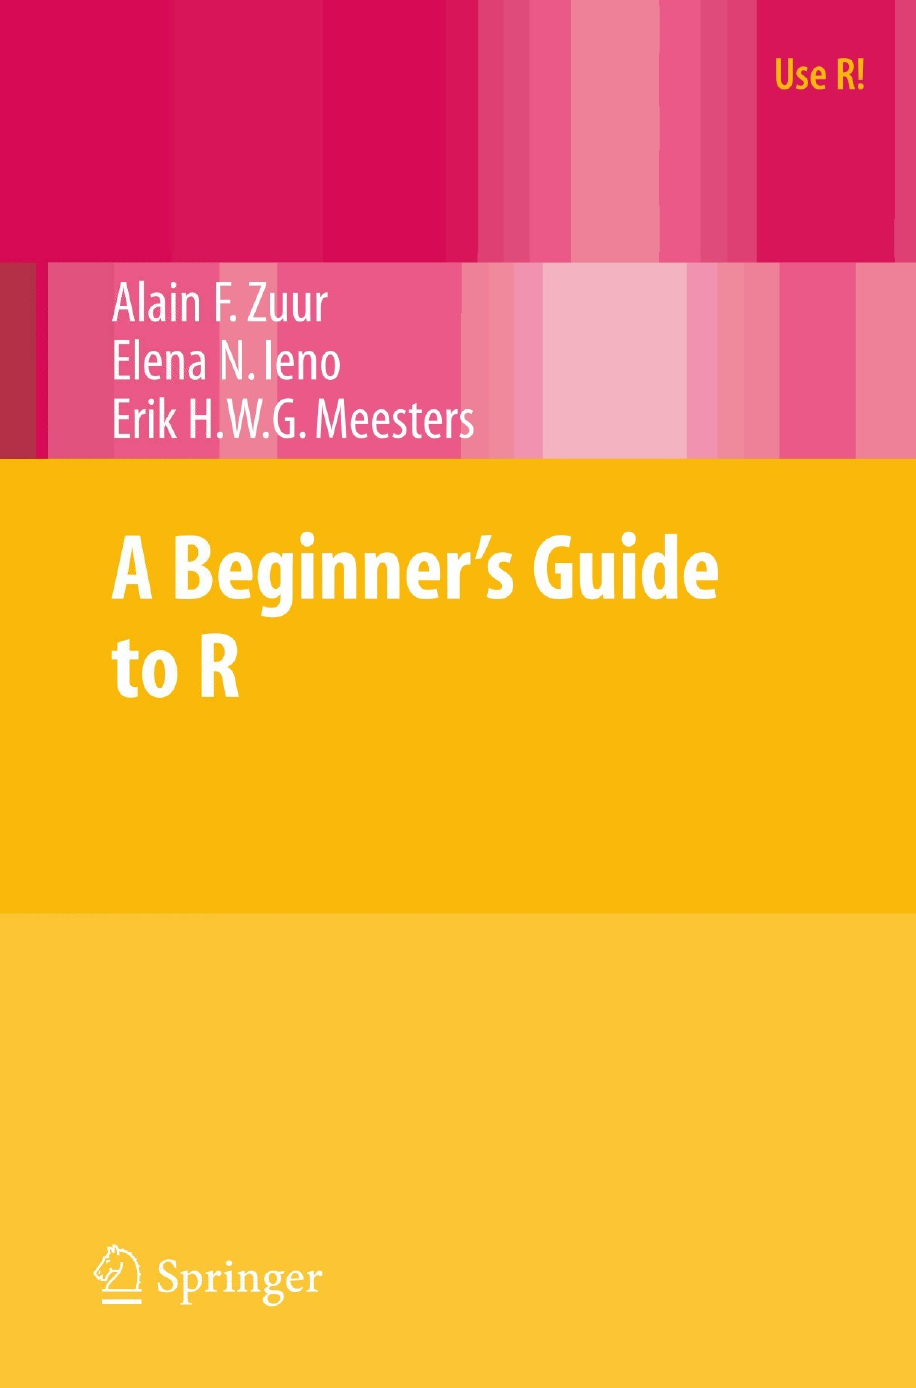 Use R!
Alain F. Zuur
Elena N. Ieno
Erik H.W.G. Meesters
A Beginner’s Guide
to R
Springer